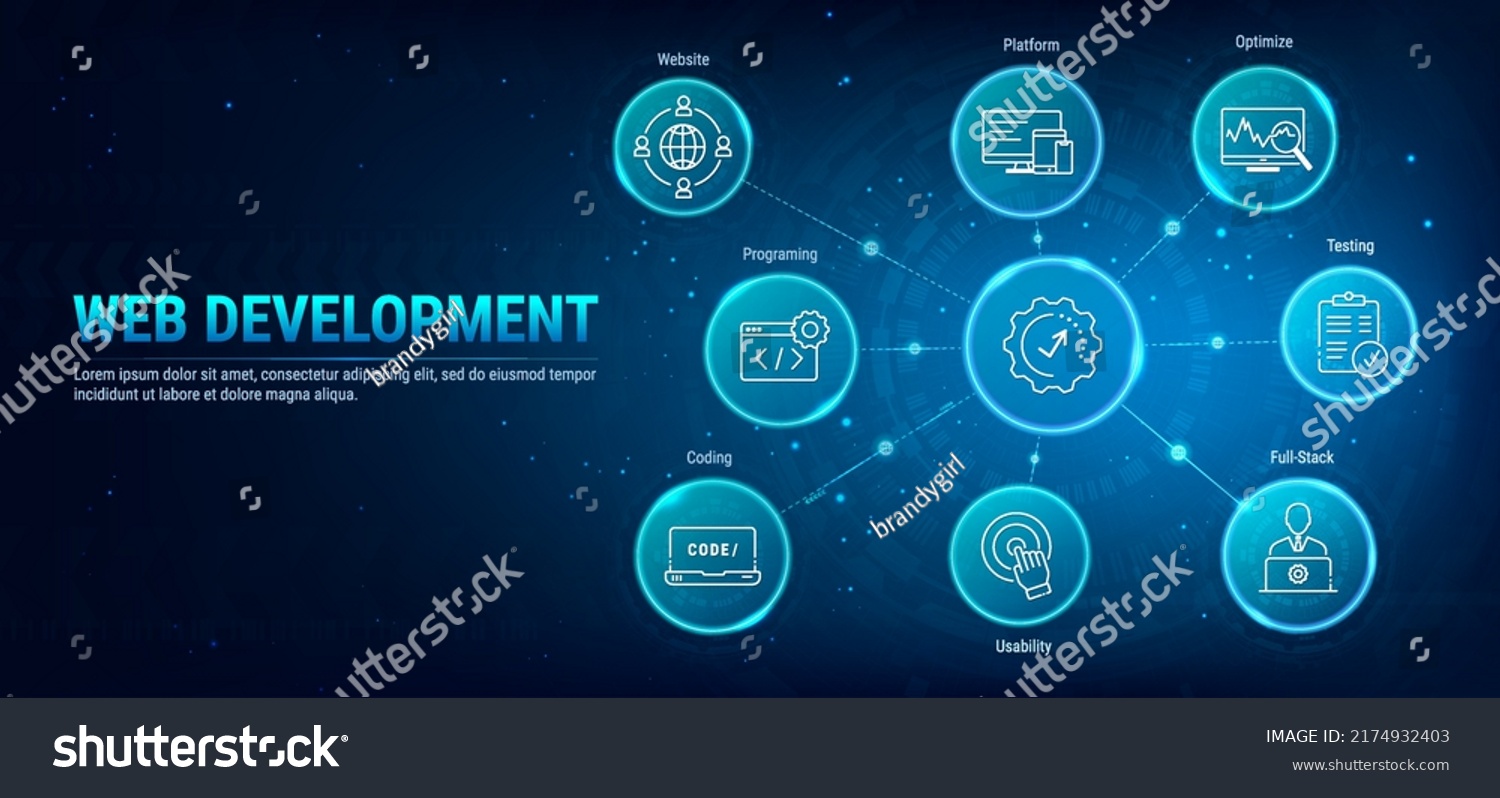 Website
Platform
Optimize
Programing
Testing
WEB DEVELOPMENT
Lorem ipsum dolor sit amet, consectetur adipiscing elit, sed do eiusmod tempor
incididunt ut labore et dolore magna aliqua.
Coding
Full-Stack
CODE/
Usability
shutterstock
shutterstock
shutterstock
shutterstock
shutterstock
brandygirl
brandygirl
shutterstock
IMAGE ID: 2174932403
www.shutterstock.com